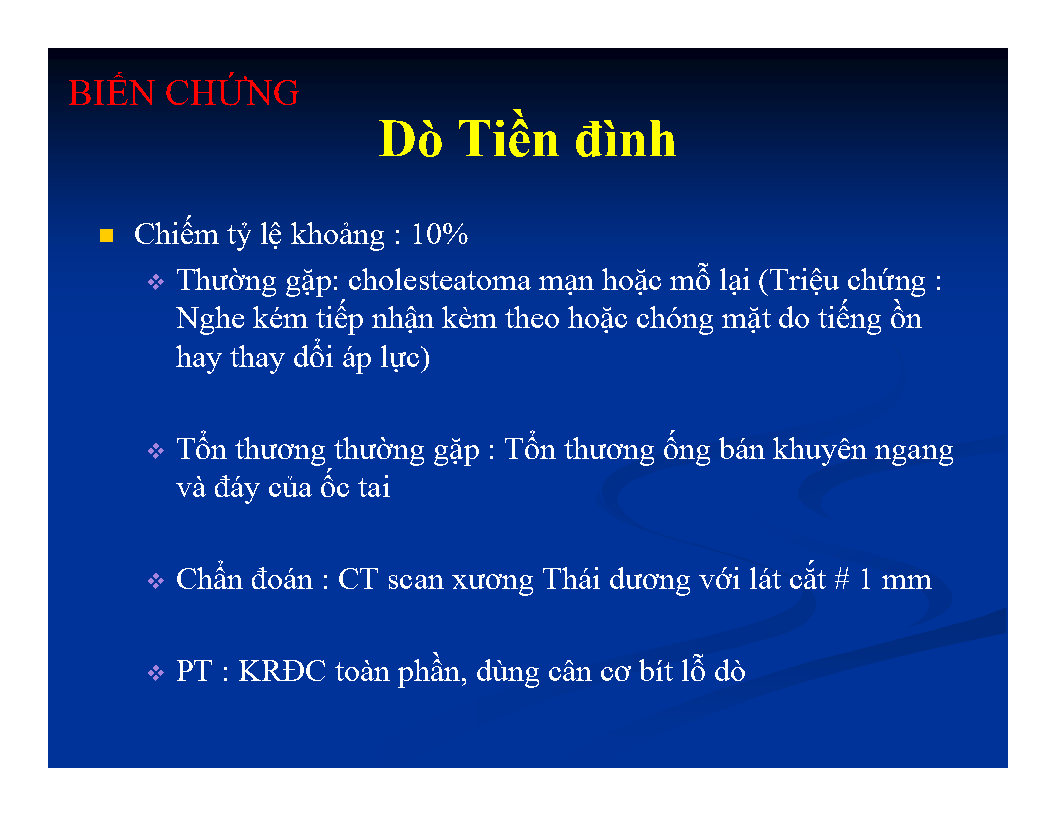 BIẾN CHỨNG
Dò Tiền đình
Chiếm tỷ lệ khoảng : 10%
Thường gặp: cholesteatoma mạn hoặc mỗ lại (Triệu chứng :
Nghe kém tiếp nhận kèm theo hoặc chóng mặt do tiếng ồn
hay thay dổi áp lực)
Tổn thương thường gặp : Tổn thương ống bán khuyên ngang
và đáy của ốc tai
Chẩn đoán : CT scan xương Thái dương với lát cắt # 1 mm
PT : KRĐC toàn phần, dùng cân cơ bít lỗ dò